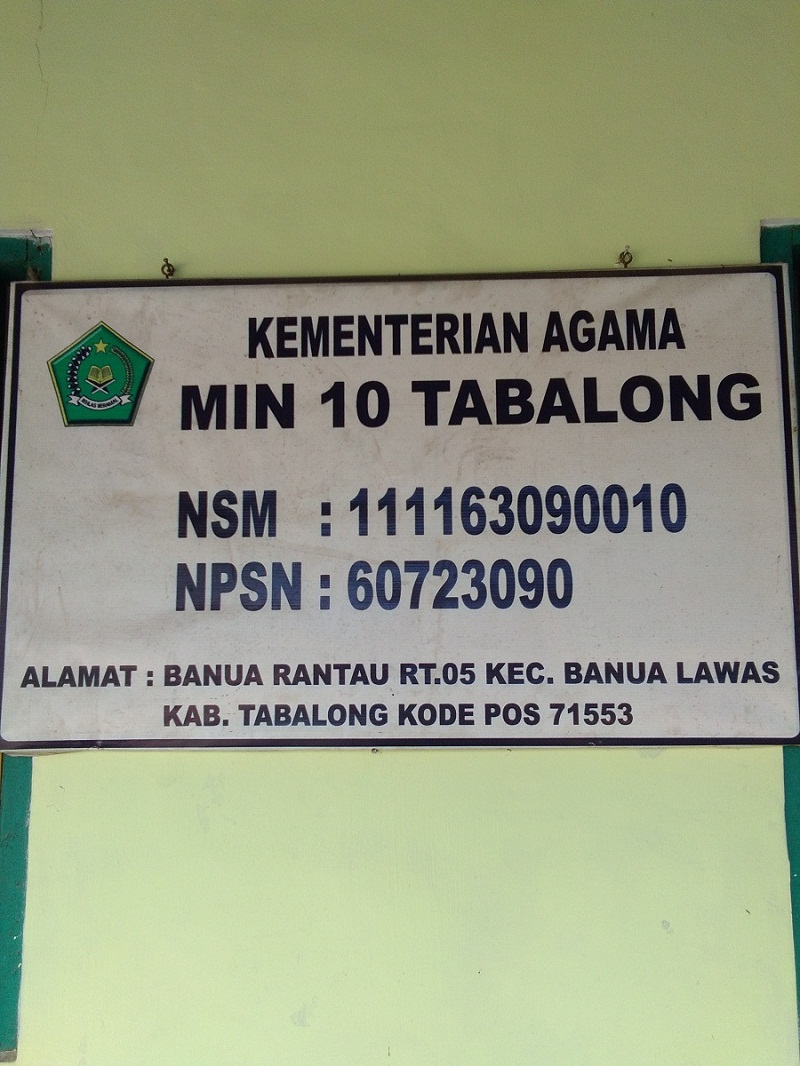 KEMENTERIAN AGAMA
MIN 10 TABALONG
NSM : 111163090010
NPSN : 60723090
ALAMAT : BANUA RANTAU RT.05 KEC. BANUA LAWAS
KAB. TABALONG KODE POS 71553